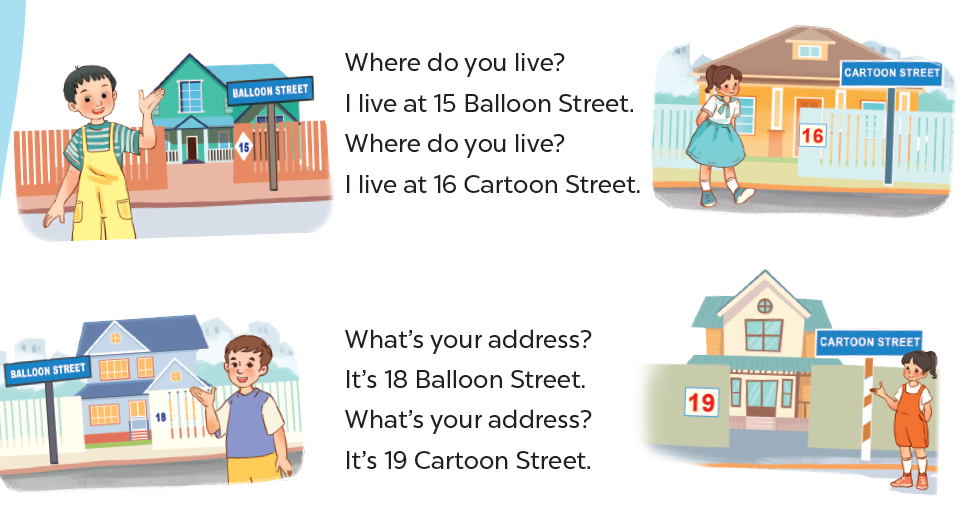 Where do you live?
I live at 15 Balloon Street.
Where do you live?
I live at 16 Cartoon Street.
BALLOON STREET
15
CARTOON STREET
16
What's your address?
It's 18 Balloon Street.
What's your address?
It's 19 Cartoon Street.
BALLOON STREET
18
CARTOON STREET
19